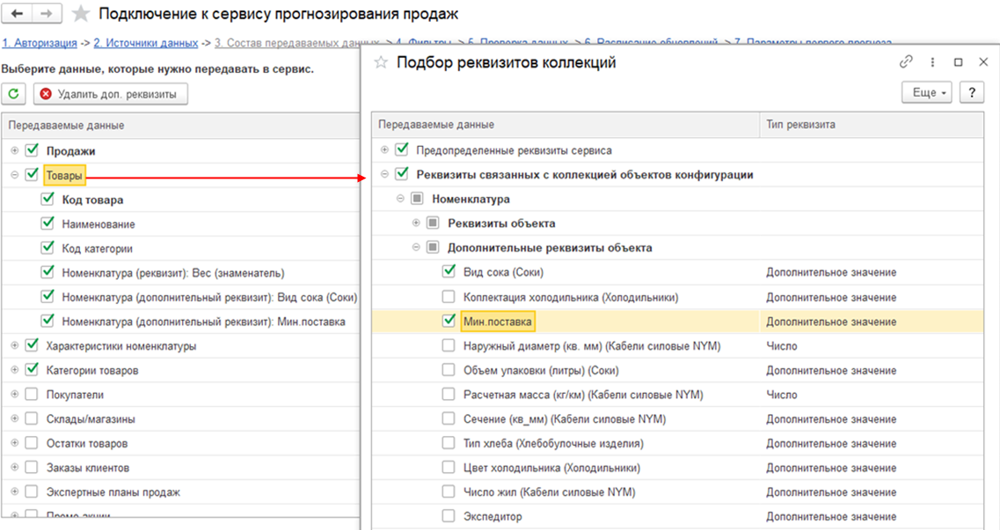 Подключение к сервису прогнозирования продаж
1. Авторизация -> 2. Источники данных -> 3. Состав передаваемых данных -> 4. Фильтры -> 5. Проверка данных -> 6. Расписание обновлений -> 7. Параметры первого прогноза
Выберите данные, которые нужно передавать в сервис.
Удалить доп. реквизиты
Передаваемые данные
Продажи
Товары
Код товара
Наименование
Код категории
Номенклатура (реквизит): Вес (знаменатель)
Номенклатура (дополнительный реквизит): Вид сока (Соки)
Номенклатура (дополнительный реквизит): Мин.поставка
Характеристики номенклатуры
Категории товаров
Покупатели
Склады/магазины
Остатки товаров
Заказы клиентов
Экспертные планы продаж
Промо-акции
Подбор реквизитов коллекций
Еще
?
Передаваемые данные Тип реквизита
Предопределенные реквизиты сервиса
Реквизиты связанных с коллекцией объектов конфигурации
Номенклатура
Реквизиты объекта
Дополнительные реквизиты объекта
Вид сока (Соки) Дополнительное значение
Коллектация холодильника (Холодильники) Дополнительное значение
Мин.поставка Дополнительное значение
Наружный диаметр (кв. мм) (Кабели силовые NYM) Число
Объем упаковки (литры) (Соки) Дополнительное значение
Расчетная масса (кг/км) (Кабели силовые NYM) Число
Сечение (кв_мм) (Кабели силовые NYM) Дополнительное значение
Тип хлеба (Хлебобулочные изделия) Дополнительное значение
Цвет холодильника (Холодильники) Дополнительное значение
Число жил (Кабели силовые NYM) Дополнительное значение
Экспедитор Дополнительное значение